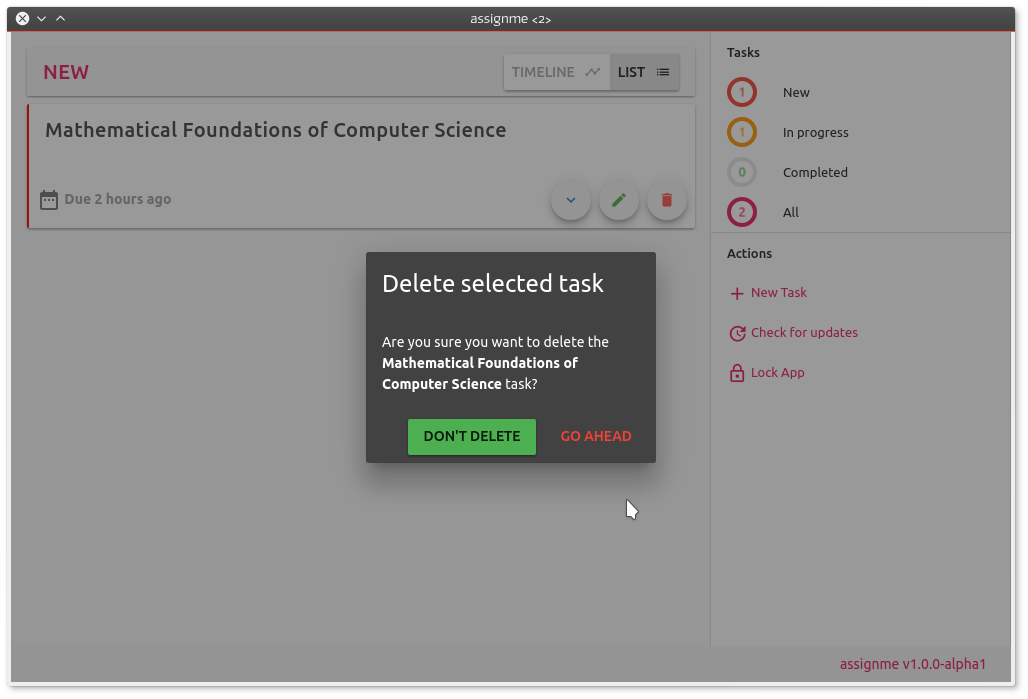 assignme <2>
NEW
TIMELINE
LIST
Mathematical Foundations of Computer Science
Due 2 hours ago
Tasks
1 New
1 In progress
0 Completed
2 All
Actions
New Task
Check for updates
Lock App
Delete selected task
Are you sure you want to delete the
Mathematical Foundations of
Computer Science task?
DON'T DELETE
GO AHEAD
assignme v1.0.0-alpha1